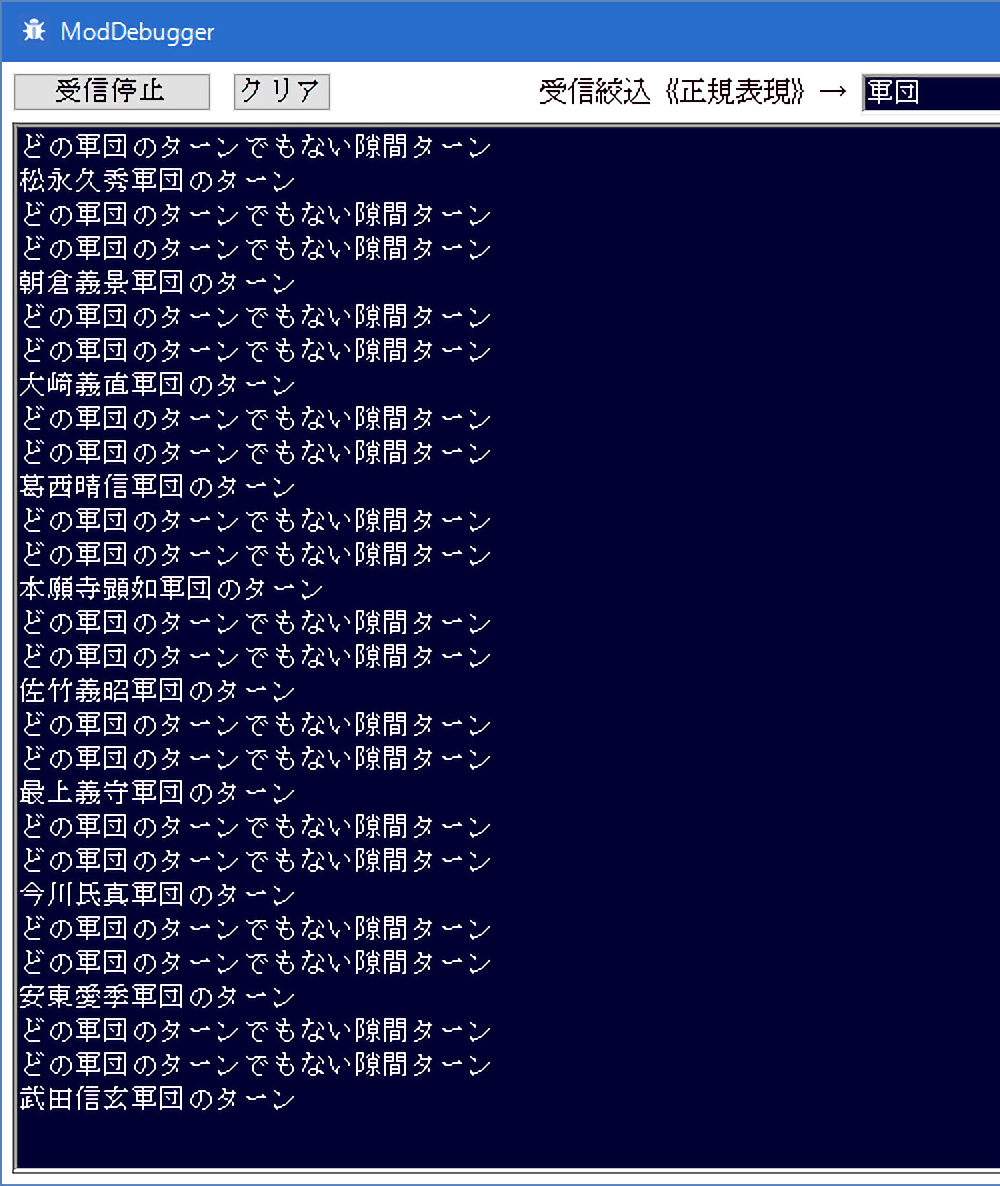 ModDebugger
受信停止 クリア 受信絞込《正規表現》→ 軍団
どの軍団のターンでもない隙間ターン
松永久秀軍団のターン
どの軍団のターンでもない隙間ターン
どの軍団のターンでもない隙間ターン
朝倉義景軍団のターン
どの軍団のターンでもない隙間ターン
どの軍団のターンでもない隙間ターン
大崎義直軍団のターン
どの軍団のターンでもない隙間ターン
どの軍団のターンでもない隙間ターン
葛西晴信軍団のターン
どの軍団のターンでもない隙間ターン
どの軍団のターンでもない隙間ターン
本願寺顕如軍団のターン
どの軍団のターンでもない隙間ターン
どの軍団のターンでもない隙間ターン
佐竹義昭軍団のターン
どの軍団のターンでもない隙間ターン
どの軍団のターンでもない隙間ターン
最上義守軍団のターン
どの軍団のターンでもない隙間ターン
どの軍団のターンでもない隙間ターン
今川氏真軍団のターン
どの軍団のターンでもない隙間ターン
どの軍団のターンでもない隙間ターン
安東愛季軍団のターン
どの軍団のターンでもない隙間ターン
どの軍団のターンでもない隙間ターン
武田信玄軍団のターン